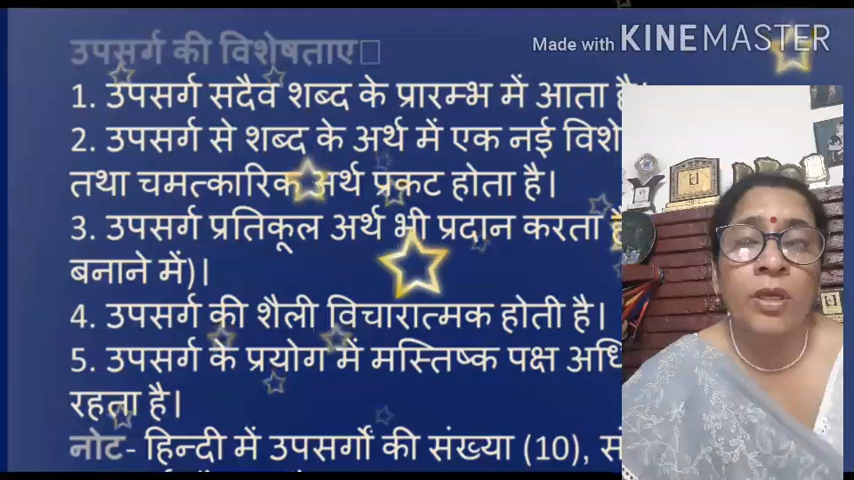 उपसर्ग की विशेषताए□
Made with KINEMASTER
1. उपसर्ग सदैव शब्द के प्रारम्भ में आता
2. उपसर्ग से शब्द के अर्थ में एक नई
तथा चमत्कारिक अर्थ प्रकट होता है।
3. उपसर्ग प्रतिकूल अर्थ भी प्रदान करता
बनाने में)।
4. उपसर्ग की शैली विचारात्मक होती है।
5. उपसर्ग के प्रयोग में मस्तिष्क पक्ष
रहता है।
नोट- हिन्दी में उपसर्गों की संख्या (10),